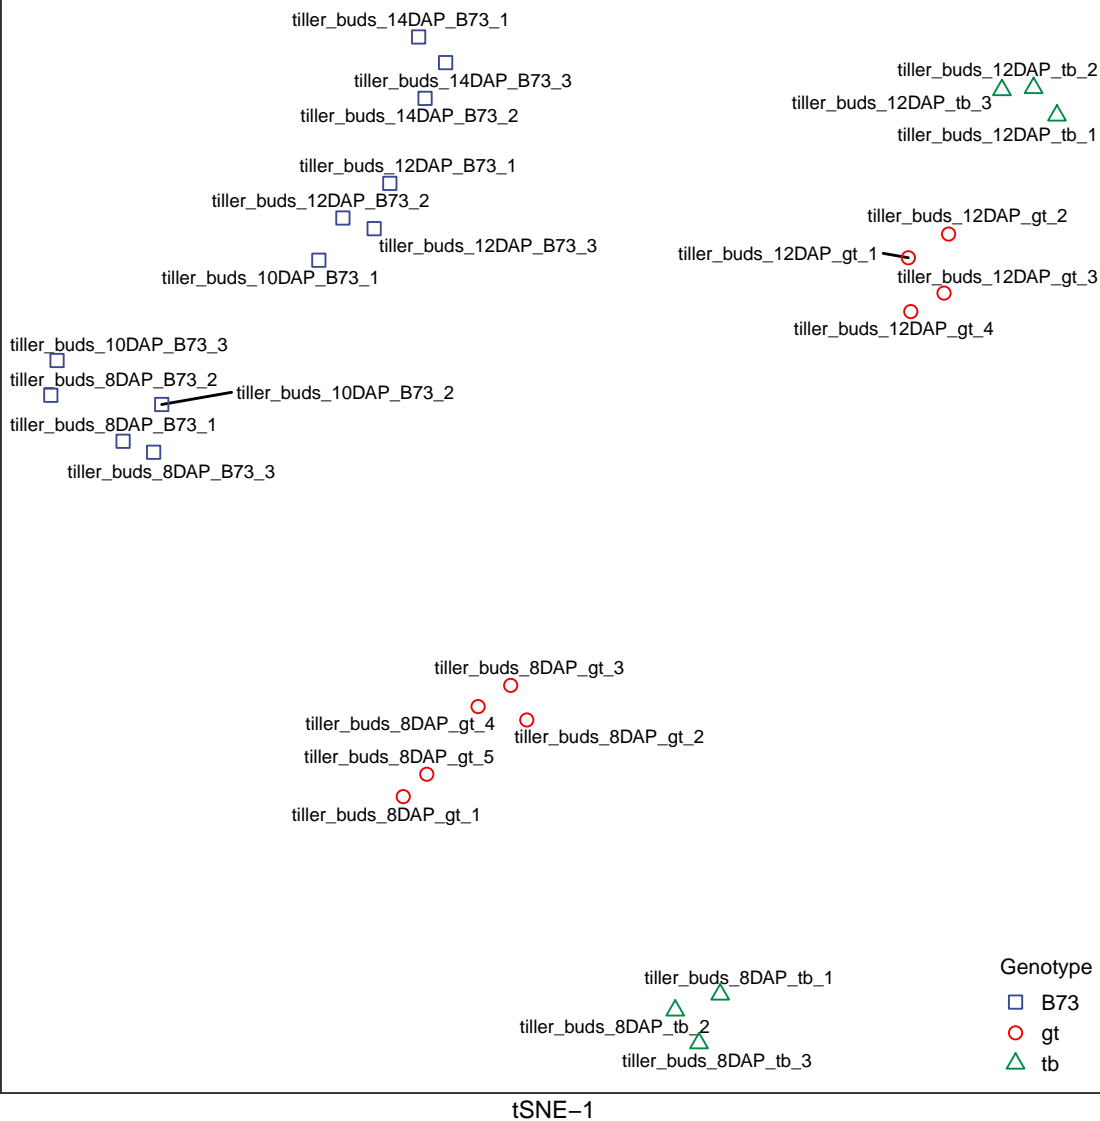 tiller_buds_14DAP_B73_1
tiller_buds_14DAP_B73_3
tiller_buds_14DAP_B73_2
tiller_buds_12DAP_tb_2
tiller_buds_12DAP_tb_3
tiller_buds_12DAP_tb_1
tiller_buds_12DAP_B73_1
tiller_buds_12DAP_B73_2
tiller_buds_12DAP_B73_3
tiller_buds_10DAP_B73_1
tiller_buds_12DAP_gt_2
tiller_buds_12DAP_gt_1
tiller_buds_12DAP_gt_3
tiller_buds_12DAP_gt_4
tiller_buds_10DAP_B73_3
tiller_buds_8DAP_B73_2
tiller_buds_10DAP_B73_2
tiller_buds_8DAP_B73_1
tiller_buds_8DAP_B73_3
tiller_buds_8DAP_gt_3
tiller_buds_8DAP_gt_4
tiller_buds_8DAP_gt_2
tiller_buds_8DAP_gt_5
tiller_buds_8DAP_gt_1
tiller_buds_8DAP_tb_1
tiller_buds_8DAP_tb_2
tiller_buds_8DAP_tb_3
Genotype
B73
gt
tb
tSNE−1